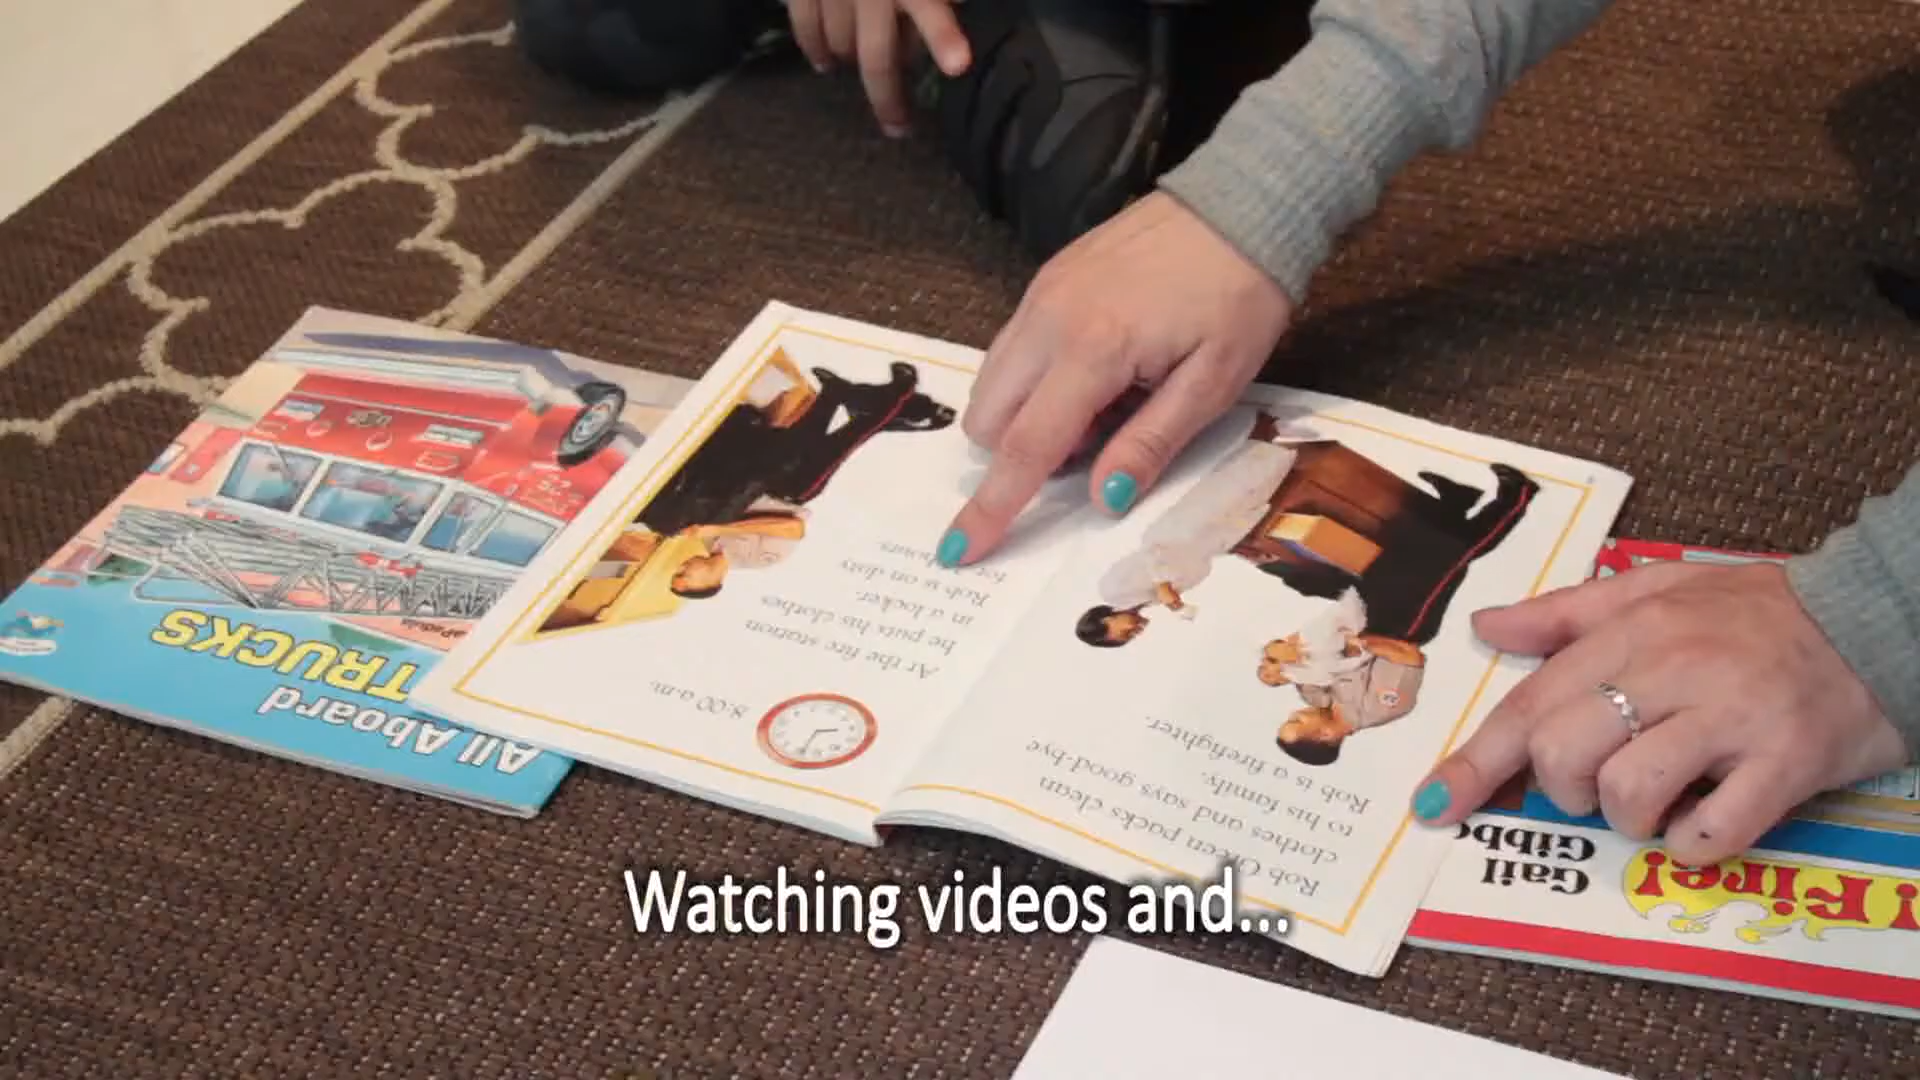 All Aboard
TRUCKS
8:00 a.m.
At the fire station
he puts his clothes
in a locker.
Rob is on duty
for
hours.
Rob Green packs clean
clothes and says good-bye
to his family.
Rob is a firefighter.
Fire!
Gail
Watching videos and...